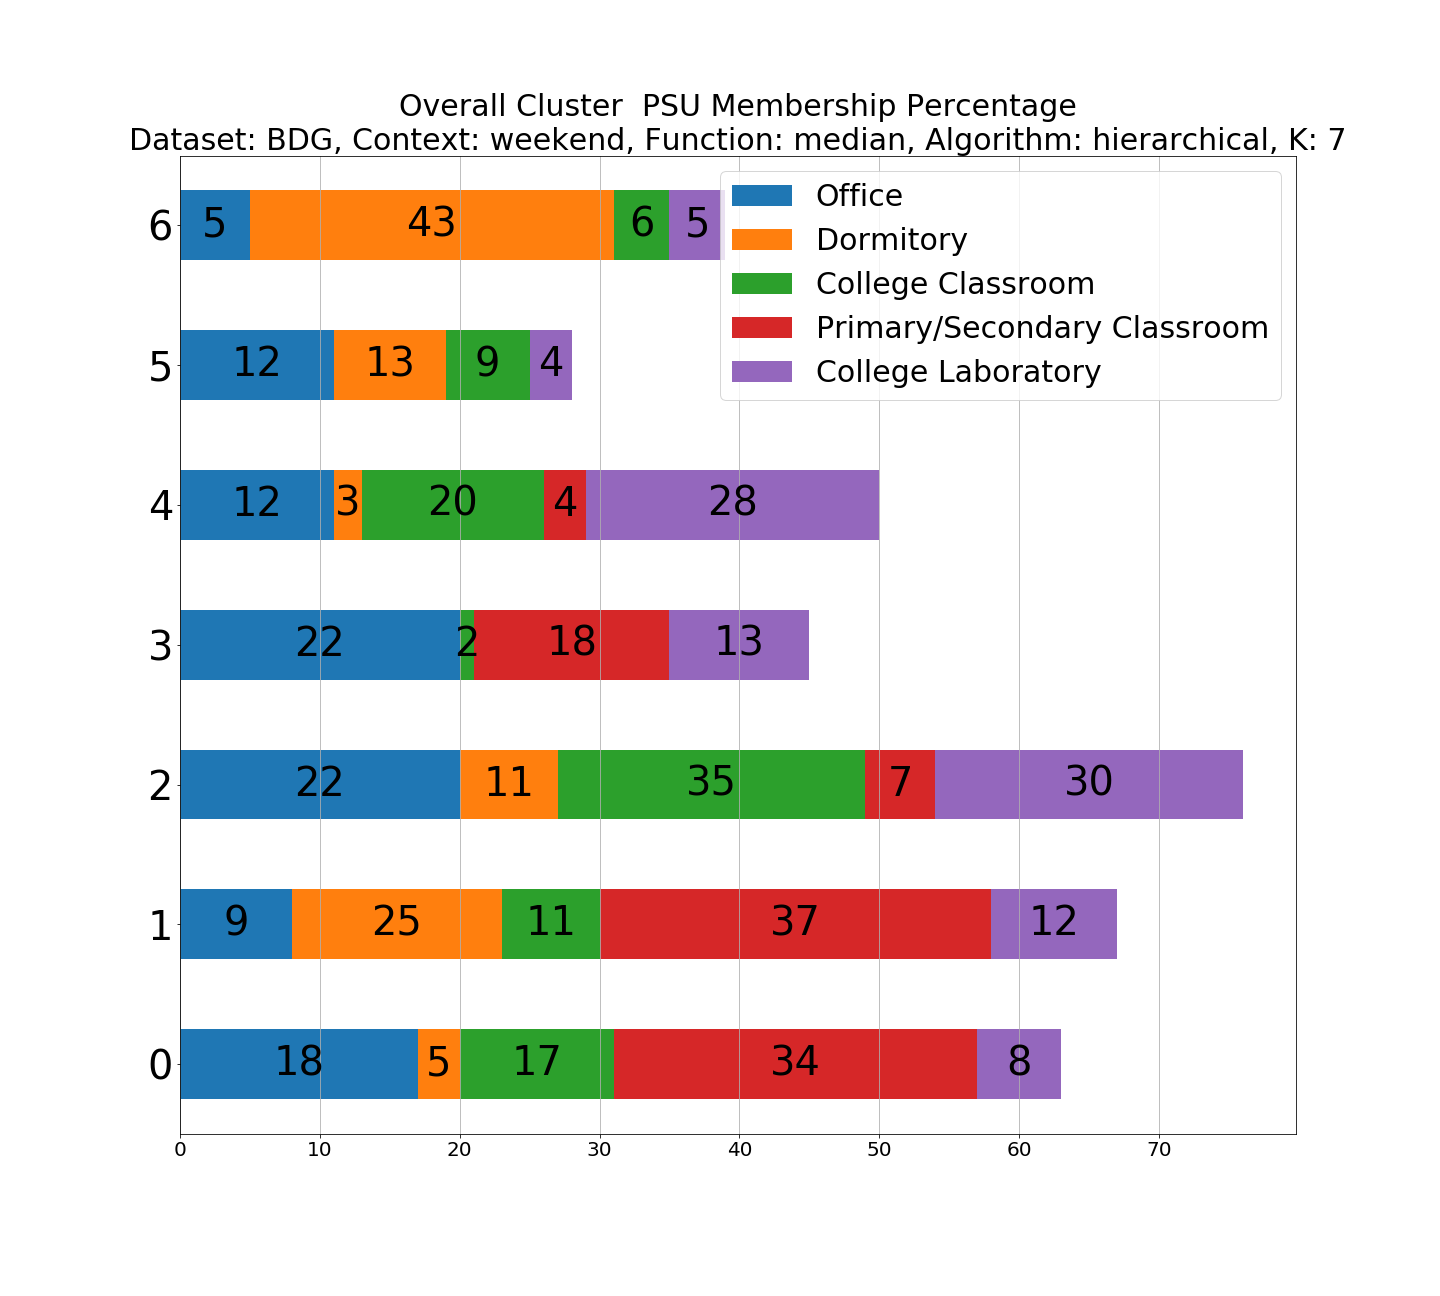 Overall Cluster  PSU Membership Percentage
Dataset: BDG, Context: weekend, Function: median, Algorithm: hierarchical, K: 7
Office
Dormitory
College Classroom
Primary/Secondary Classroom
College Laboratory
6 5 43 6 5
5 12 13 9 4
4 12 3 20 4 28
3 22 2 18 13
2 22 11 35 7 30
1 9 25 11 37 12
0 18 5 17 34 8
0 10 20 30 40 50 60 70